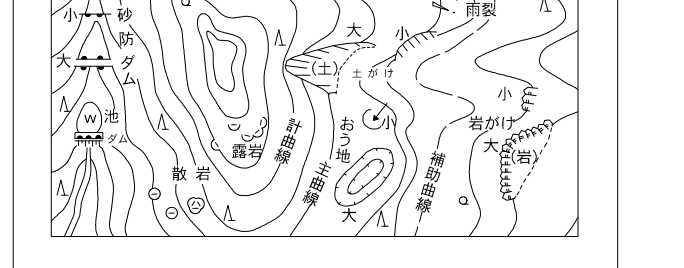 小 砂防ダム
大
雨裂
大
小
(土)
土がけ
小
池
W
ダム
小
おう地
大
岩がけ
大
(岩)
計曲線
主曲線
補助曲線
露岩
散岩